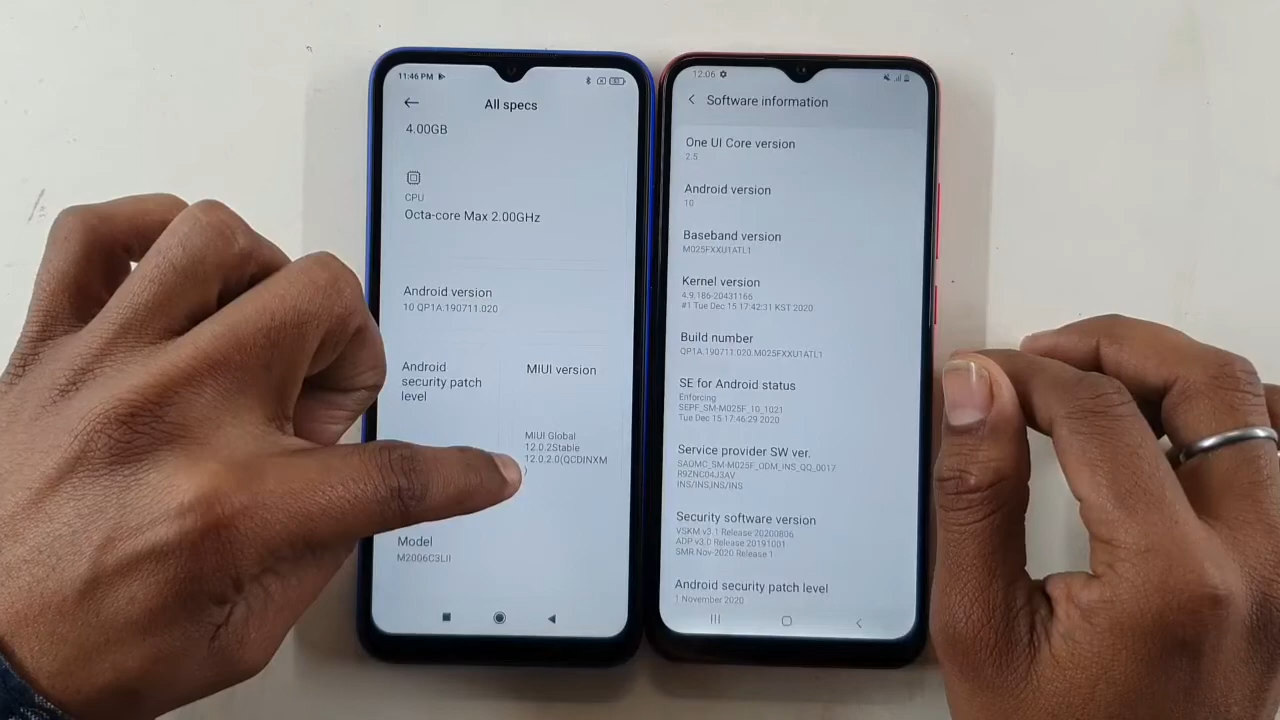 11:46 PM
All specs
4.00GB
CPU
Octa-core Max 2.00GHz
Android version
10 QP1A.190711.020
Android
security patch
level
MIUI version
MIUI Global
12.0.2Stable
12.0.2.0(QCDINXM
)
Model
M2006C3LII
12:06
Software information
One UI Core version
2.5
Android version
10
Baseband version
M025FXXU1ATL1
Kernel version
4.9.186-20431166
#1 Tue Dec 15 17:42:31 KST 2020
Build number
QP1A.190711.020.M025FXXU1ATL1
SE for Android status
Enforcing
SEPF_SM-M025F_10_1021
Tue Dec 15 17:46:29 2020
Service provider SW ver.
SAOMC_SM-M025F_ODM_INS_QQ_0017
R9ZNC04J3AV
INS/INS,INS/INS
Security software version
VSKM v3.1 Release 20200806
ADP v3.0 Release 20191001
SMR Nov-2020 Release 1
Android security patch level
1 November 2020